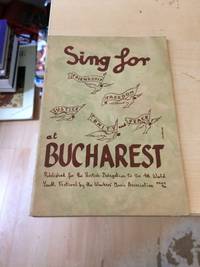 Sing for
FRIENDSHIP
FREEDOM
JUSTICE
UNITY and PEACE
at
BUCHAREST
Published for the British Delegation to the 4th World
Youth Festival by the Workers' Music Association